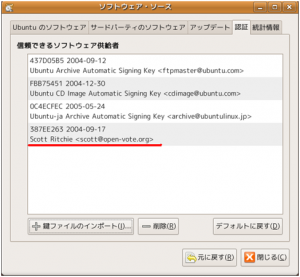 ソフトウェア・ソース
Ubuntu のソフトウェア サードパーティのソフトウェア アップデート 認証 統計情報
信頼できるソフトウェア供給者
437D05B5 2004-09-12
Ubuntu Archive Automatic Signing Key <ftpmaster@ubuntu.com>
FBB75451 2004-12-30
Ubuntu CD Image Automatic Signing Key <cdimage@ubuntu.com>
0C4ECFEC 2005-05-24
Ubuntu-ja Archive Automatic Signing Key <archive@ubuntulinux.jp>
387EE263 2004-09-17
Scott Ritchie <scott@open-vote.org>
鍵ファイルのインポート(I)... 削除(R) デフォルトに戻す(D)
元に戻す(R) 閉じる(C)